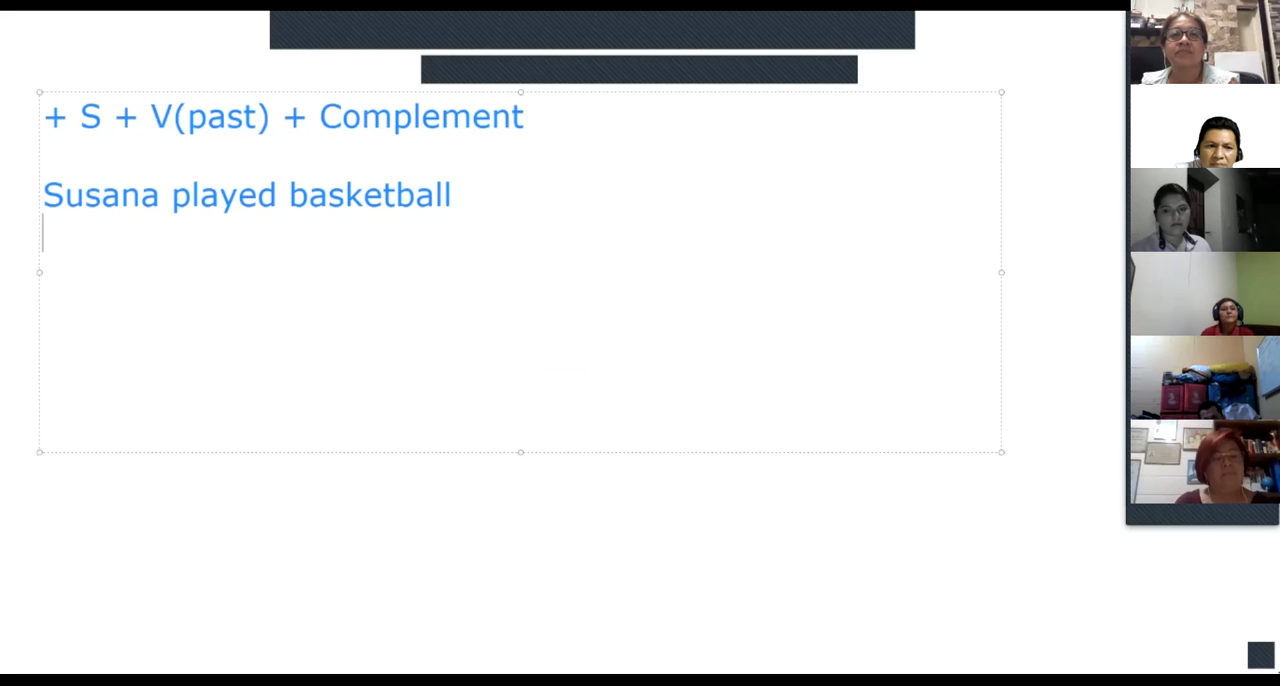 + S + V(past) + Complement
Susana played basketball